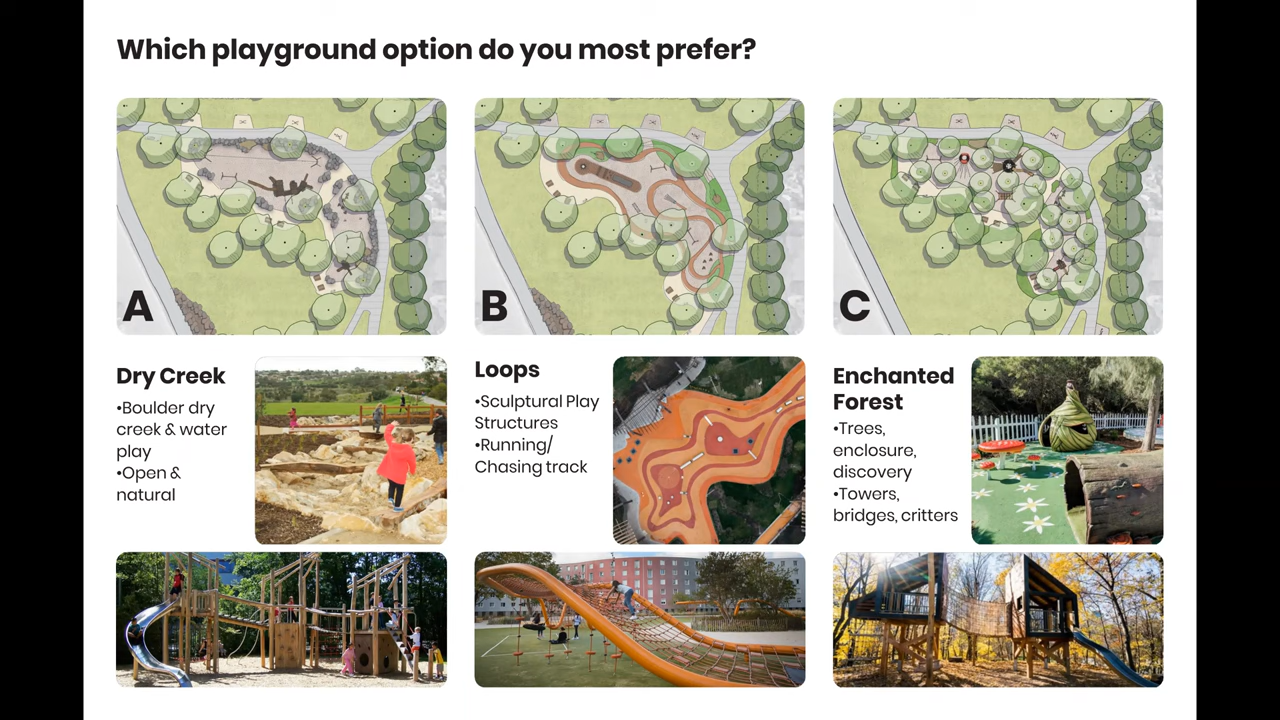 Which playground option do you most prefer?
A
B
C
Dry Creek
•Boulder dry
creek & water
play
•Open &
natural
Loops
•Sculptural Play
Structures
•Running/
Chasing track
Enchanted
Forest
•Trees,
enclosure,
discovery
•Towers,
bridges, critters